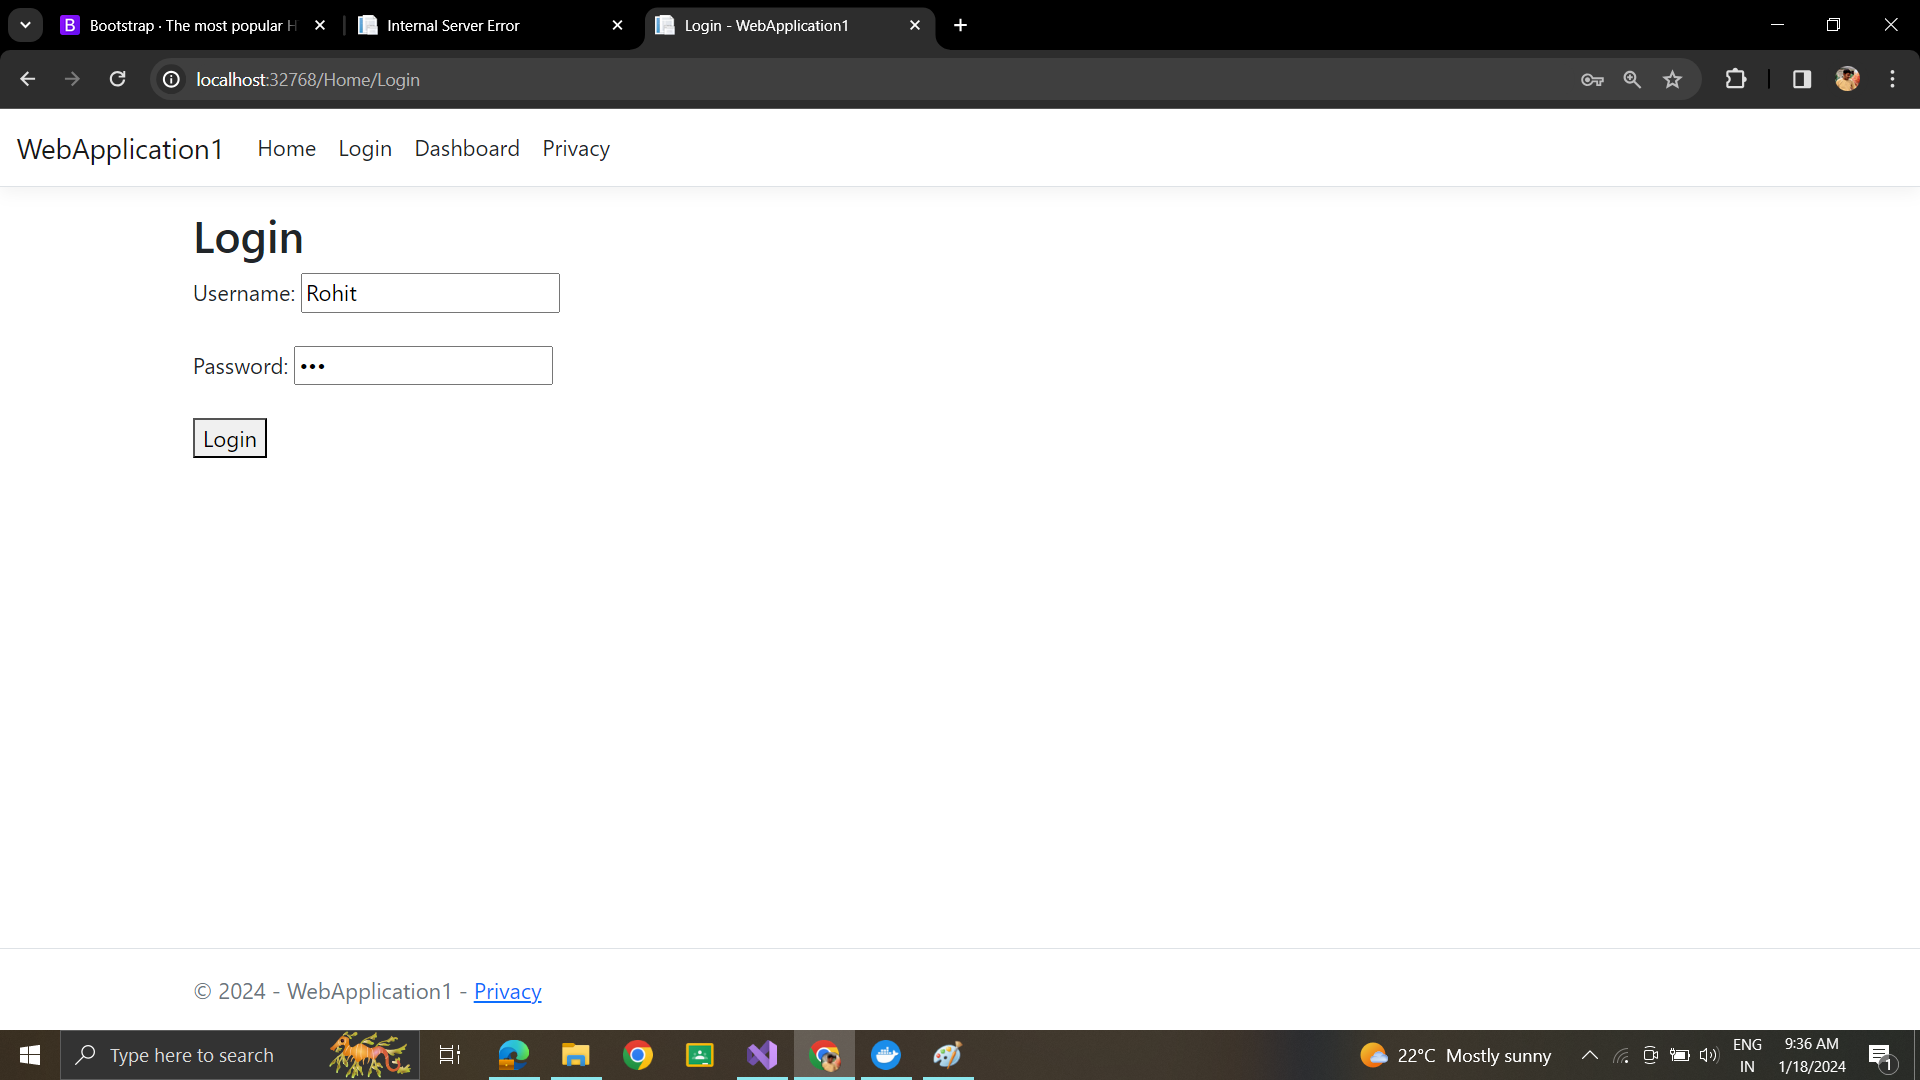 Bootstrap · The most popular H
Internal Server Error
Login - WebApplication1
localhost:32768/Home/Login
WebApplication1 Home Login Dashboard Privacy
Login
Username: Rohit
Password: •••
Login
© 2024 - WebApplication1 - Privacy
Type here to search
22°C Mostly sunny
ENG
IN
9:36 AM
1/18/2024
1